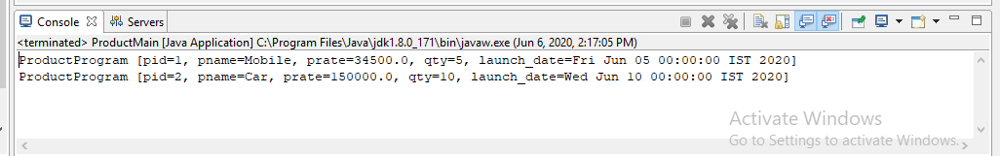 Console Servers
<terminated> ProductMain [Java Application] C:\Program Files\Java\jdk1.8.0_171\bin\javaw.exe (Jun 6, 2020, 2:17:05 PM)
ProductProgram [pid=1, pname=Mobile, prate=34500.0, qty=5, launch_date=Fri Jun 05 00:00:00 IST 2020]
ProductProgram [pid=2, pname=Car, prate=150000.0, qty=10, launch_date=Wed Jun 10 00:00:00 IST 2020]
Activate Windows
Go to Settings to activate Windows.